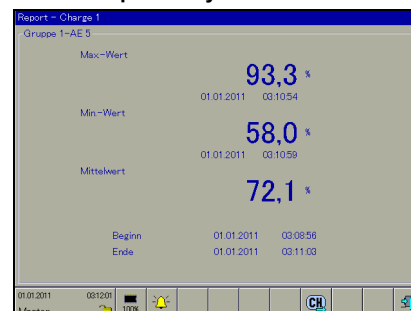 Report - Charge 1
Gruppe 1-AE 5
Max.-Wert
93,3 %
01.01.2011 03:10:54
Min.-Wert
58,0 %
01.01.2011 03:10:59
Mittelwert
72,1 %
Beginn 01.01.2011 03:08:56
Ende 01.01.2011 03:11:03
01.01.2011 03:12:01
Master 100% CH